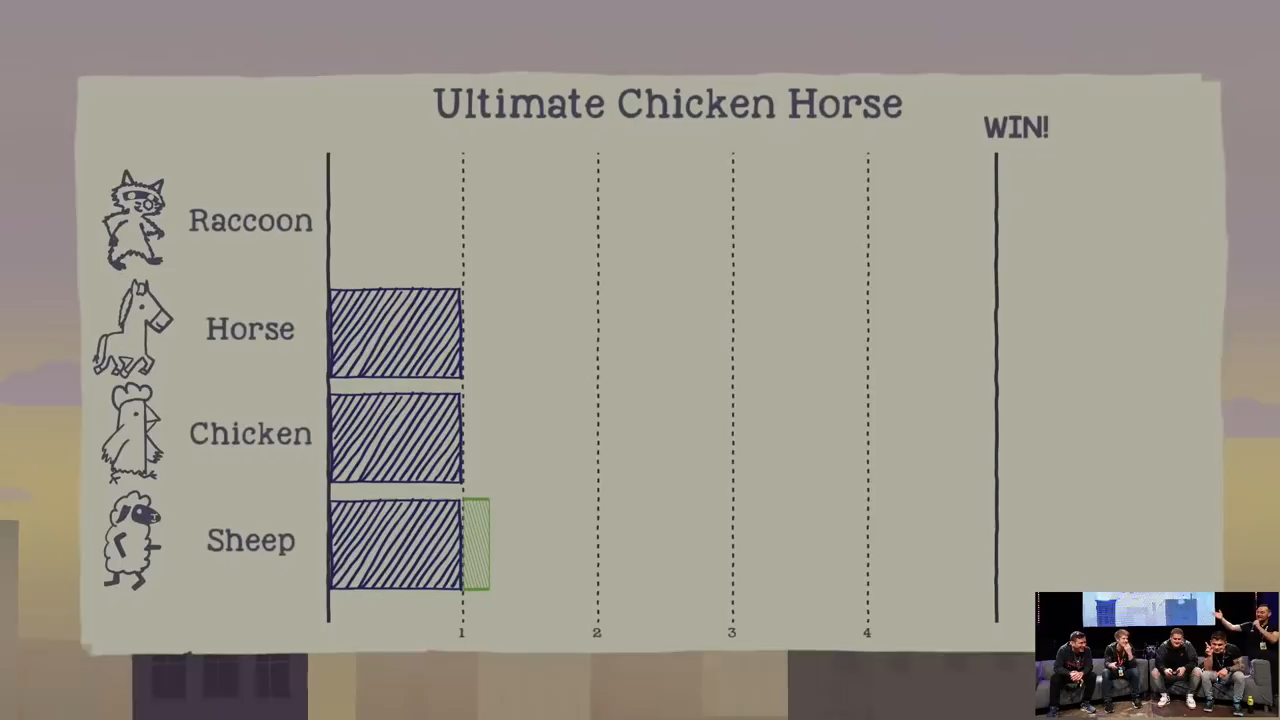 Ultimate Chicken Horse
WIN!
Raccoon
Horse
Chicken
Sheep
1 2 3 4